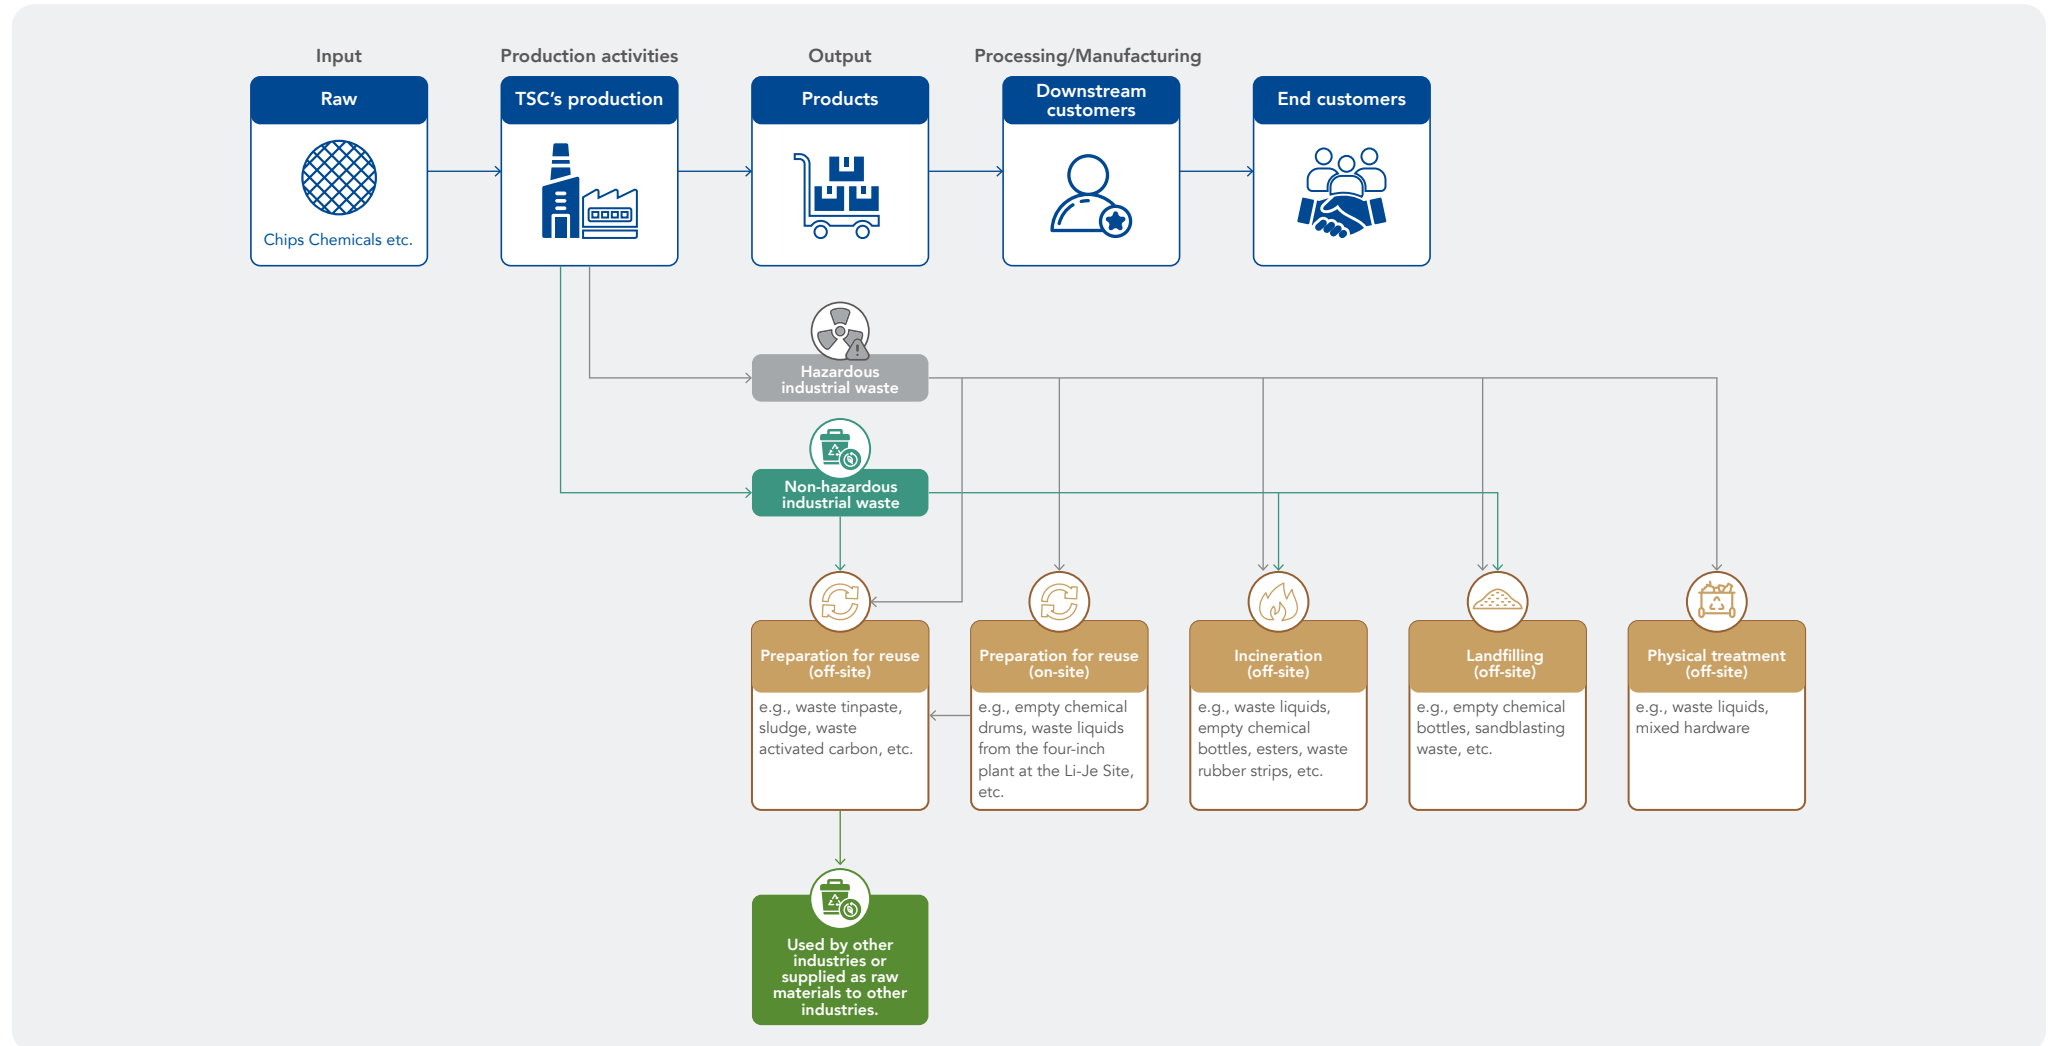 Input
Production activities
Output
Processing/Manufacturing
Raw
TSC’s production
Products
Downstream
customers
End customers
Chips Chemicals etc.
Hazardous
industrial waste
Non-hazardous
industrial waste
Preparation for reuse
(off-site)
e.g., waste tinpaste,
sludge, waste
activated carbon, etc.
Preparation for reuse
(on-site)
e.g., empty chemical
drums, waste liquids
from the four-inch
plant at the Li-Je Site,
etc.
Incineration
(off-site)
e.g., waste liquids,
empty chemical
bottles, esters, waste
rubber strips, etc.
Landfilling
(off-site)
e.g., empty chemical
bottles, sandblasting
waste, etc.
Physical treatment
(off-site)
e.g., waste liquids,
mixed hardware
Used by other
industries or
supplied as raw
materials to other
industries.